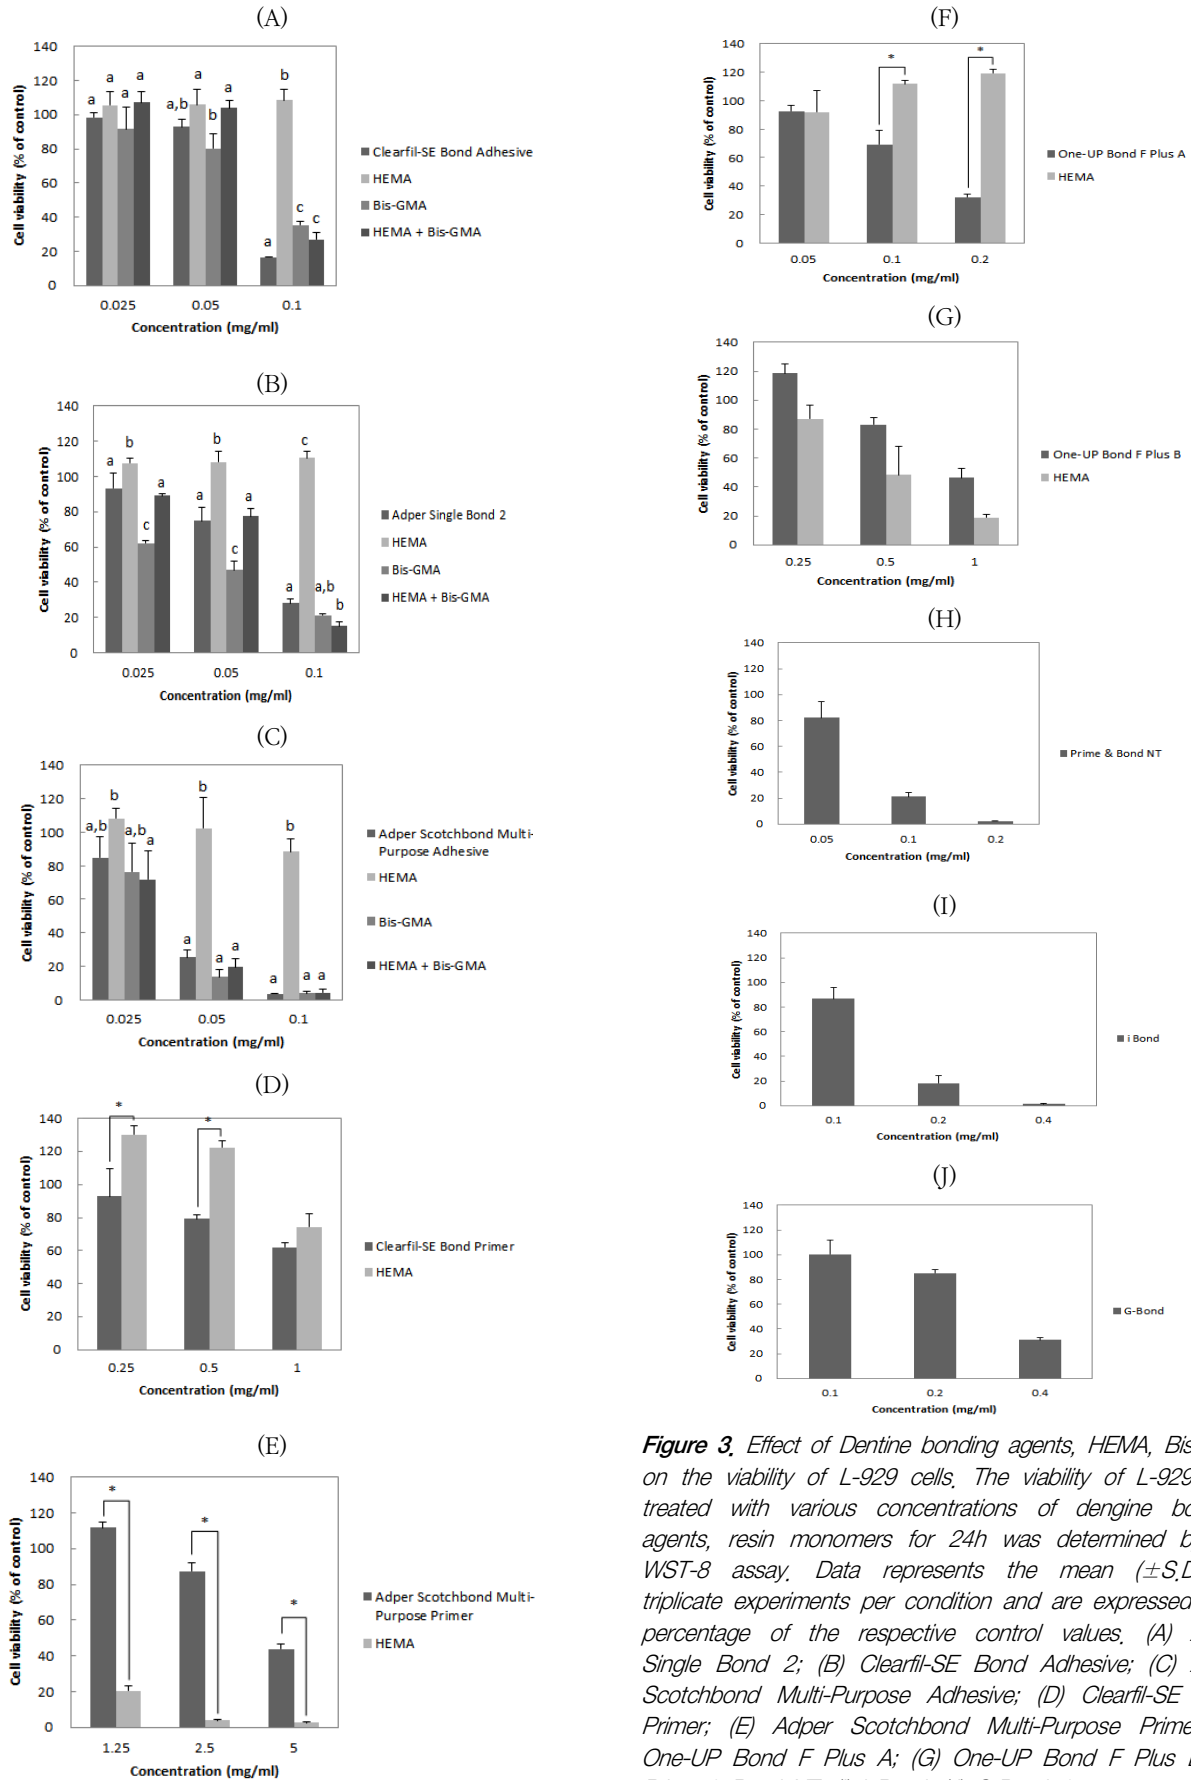 (A)
140
120
100
80
60
40
20
0
Cell viability (% of control)
a a a a
a,b a b a
a b c c
0.025 0.05 0.1
Concentration (mg/ml)
Clearfil-SE Bond Adhesive
HEMA
Bis-GMA
HEMA + Bis-GMA
(B)
140
120
100
80
60
40
20
0
Cell viability (% of control)
a b c a
a b c a
a c a,b b
0.025 0.05 0.1
Concentration (mg/ml)
Adper Single Bond 2
HEMA
Bis-GMA
HEMA + Bis-GMA
(C)
140
120
100
80
60
40
20
0
Cell viability (% of control)
a,b b a,b a
a b a a
a b a a
0.025 0.05 0.1
Concentration (mg/ml)
Adper Scotchbond Multi-
Purpose Adhesive
HEMA
Bis-GMA
HEMA + Bis-GMA
(D)
140
120
100
80
60
40
20
0
Cell viability (% of control)
* *
0.25 0.5 1
Concentration (mg/ml)
Clearfil-SE Bond Primer
HEMA
(E)
140
120
100
80
60
40
20
0
Cell viability (% of control)
* * *
1.25 2.5 5
Concentration (mg/ml)
Adper Scotchbond Multi-
Purpose Primer
HEMA
(F)
140
120
100
80
60
40
20
0
Cell viability (% of control)
* *
0.05 0.1 0.2
Concentration (mg/ml)
One-UP Bond F Plus A
HEMA
(G)
140
120
100
80
60
40
20
0
Cell viability (% of control)
0.25 0.5 1
Concentration (mg/ml)
One-UP Bond F Plus B
HEMA
(H)
140
120
100
80
60
40
20
0
Cell viability (% of control)
0.05 0.1 0.2
Concentration (mg/ml)
Prime & Bond NT
(I)
140
120
100
80
60
40
20
0
Cell viability (% of control)
0.1 0.2 0.4
Concentration (mg/ml)
i Bond
(J)
140
120
100
80
60
40
20
0
Cell viability (% of control)
0.1 0.2 0.4
Concentration (mg/ml)
G-Bond
Figure 3. Effect of Dentine bonding agents, HEMA, Bis
on the viability of L-929 cells. The viability of L-929
treated with various concentrations of dengine bo
agents, resin monomers for 24h was determined b
WST-8 assay. Data represents the mean (±S.D
triplicate experiments per condition and are expressed
percentage of the respective control values. (A)
Single Bond 2; (B) Clearfil-SE Bond Adhesive; (C)
Scotchbond Multi-Purpose Adhesive; (D) Clearfil-SE
Primer; (E) Adper Scotchbond Multi-Purpose Prime
One-UP Bond F Plus A; (G) One-UP Bond F Plus